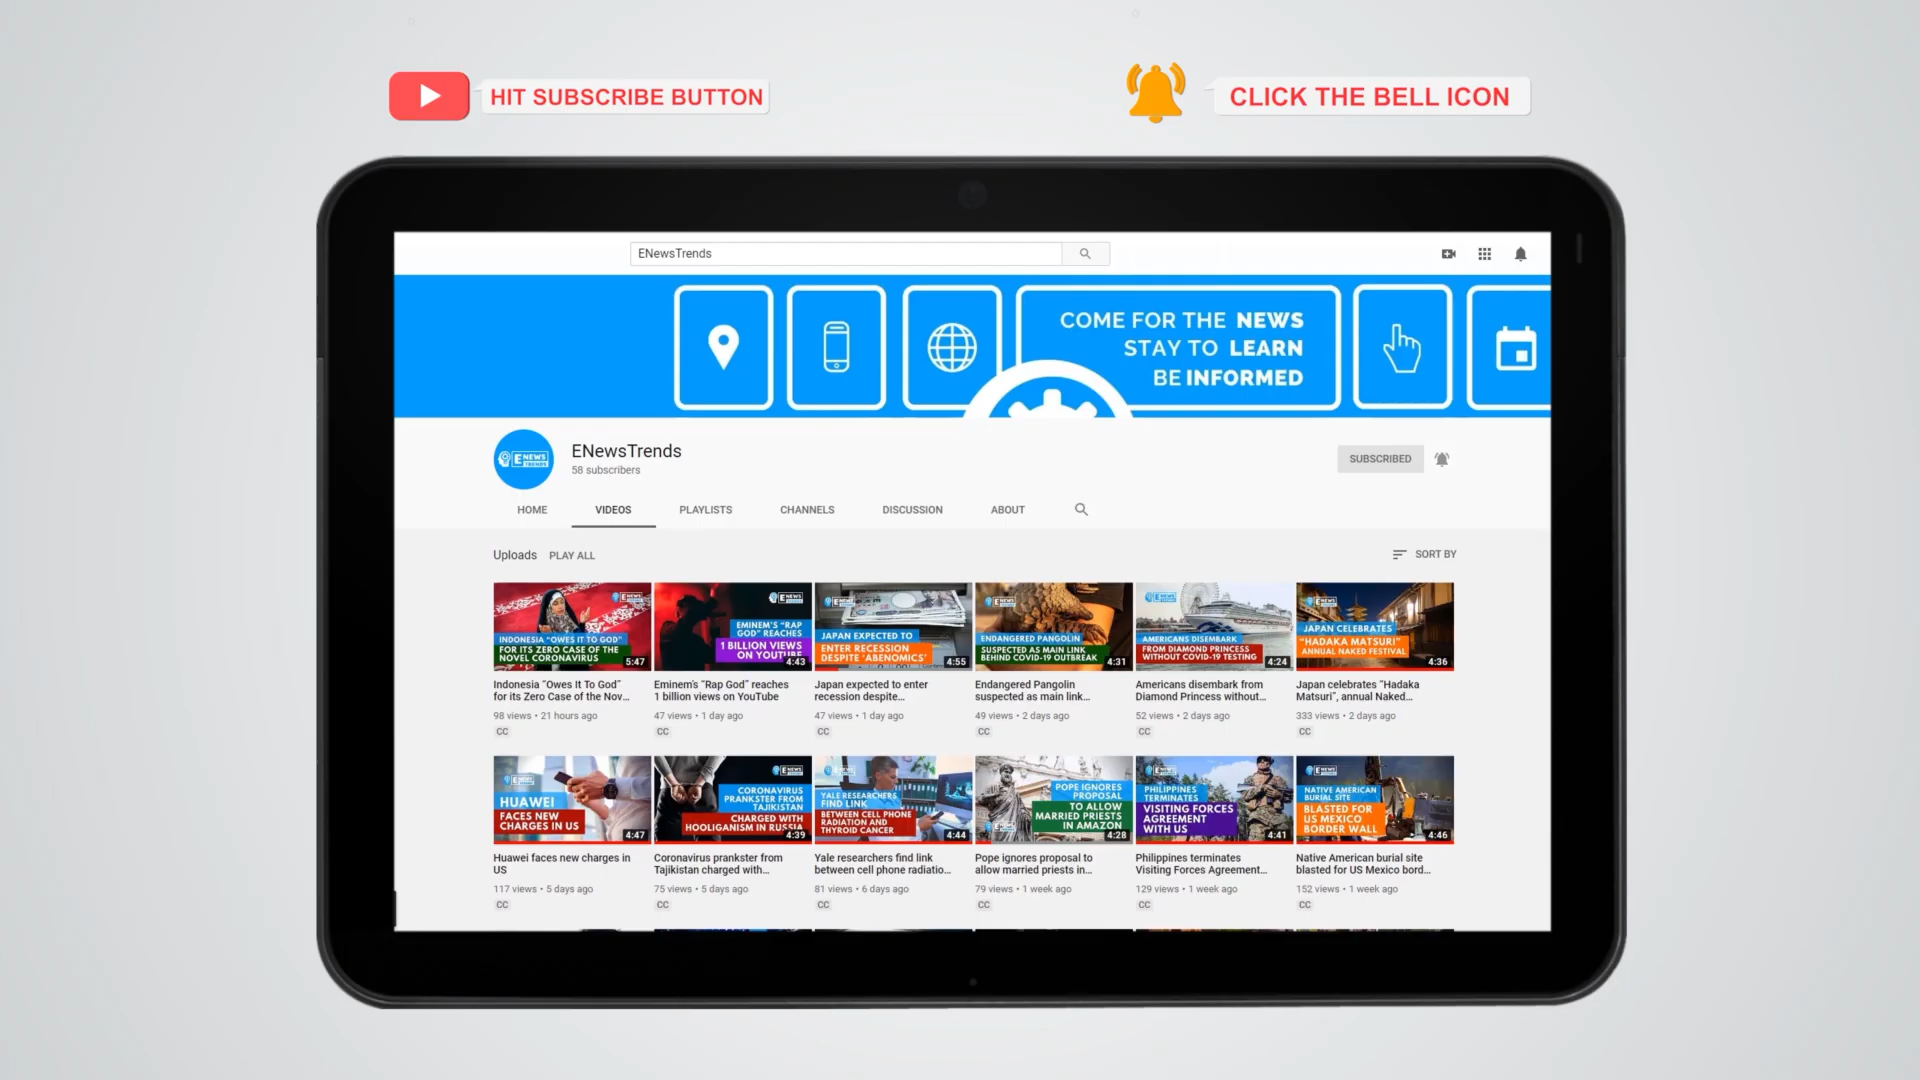 HIT SUBSCRIBE BUTTON
CLICK THE BELL ICON
ENewsTrends
COME FOR THE NEWS
STAY TO LEARN
BE INFORMED
E NEWS
TRENDS
ENewsTrends
58 subscribers
SUBSCRIBED
HOME
VIDEOS
PLAYLISTS
CHANNELS
DISCUSSION
ABOUT
Uploads
PLAY ALL
SORT BY
INDONESIA "OWES IT TO GOD"
FOR ITS ZERO CASE OF THE
NOVEL CORONAVIRUS
5:47
EMINEM'S "RAP
GOD" REACHES
1 BILLION VIEWS
ON YOUTUBE
4:43
JAPAN EXPECTED TO
ENTER RECESSION
DESPITE 'ABENOMICS'
4:55
ENDANGERED PANGOLIN
SUSPECTED AS MAIN LINK
BEHIND COVID-19 OUTBREAK
4:31
AMERICANS DISEMBARK
FROM DIAMOND PRINCESS
WITHOUT COVID-19 TESTING
4:24
JAPAN CELEBRATES
"HADAKA MATSURI"
ANNUAL NAKED FESTIVAL
4:36
Indonesia "Owes It To God"
for its Zero Case of the Nov...
98 views • 21 hours ago
CC
Eminem's "Rap God" reaches
1 billion views on YouTube
47 views • 1 day ago
CC
Japan expected to enter
recession despite...
47 views • 1 day ago
CC
Endangered Pangolin
suspected as main link...
49 views • 2 days ago
CC
Americans disembark from
Diamond Princess without...
52 views • 2 days ago
CC
Japan celebrates "Hadaka
Matsuri", annual Naked...
333 views • 2 days ago
CC
HUAWEI
FACES NEW
CHARGES IN US
4:47
CORONAVIRUS
PRANKSTER FROM
TAJIKISTAN
CHARGED WITH
HOOLIGANISM IN RUSSIA
4:39
YALE RESEARCHERS
FIND LINK
BETWEEN CELL PHONE
RADIATION AND
THYROID CANCER
4:44
POPE IGNORES
PROPOSAL
TO ALLOW
MARRIED PRIESTS
IN AMAZON
4:28
PHILIPPINES
TERMINATES
VISITING FORCES
AGREEMENT
WITH US
4:41
NATIVE AMERICAN
BURIAL SITE
BLASTED FOR
US MEXICO
BORDER WALL
4:46
Huawei faces new charges in
US
117 views • 5 days ago
CC
Coronavirus prankster from
Tajikistan charged with...
75 views • 5 days ago
CC
Yale researchers find link
between cell phone radiatio...
81 views • 6 days ago
CC
Pope ignores proposal to
allow married priests in...
79 views • 1 week ago
CC
Philippines terminates
Visiting Forces Agreement...
129 views • 1 week ago
CC
Native American burial site
blasted for US Mexico bord...
152 views • 1 week ago
CC